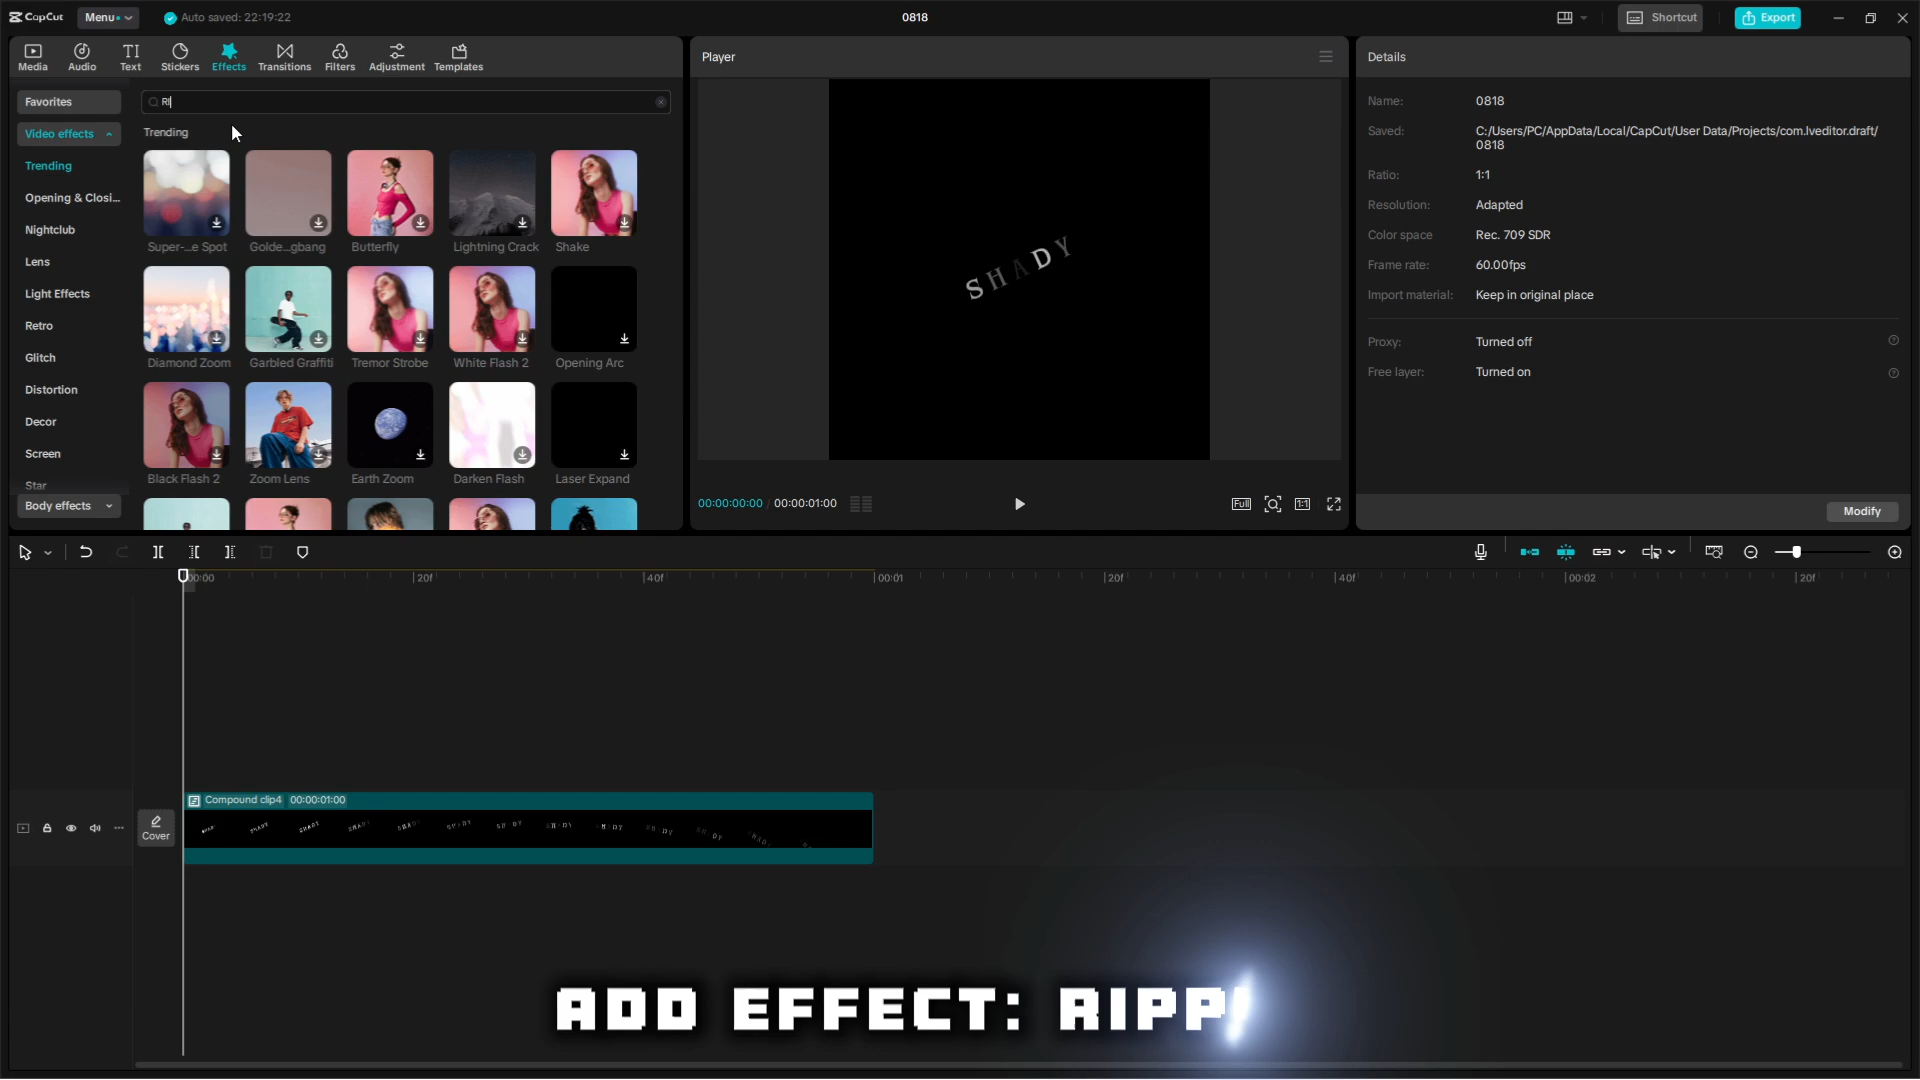 CapCut Menu Auto saved: 22:19:22 0818 Shortcut Export
Media Audio Text Stickers Effects Transitions Filters Adjustment Templates
Player
Details
Favorites
RI
Video effects
Trending
Trending
Opening & Closi...
Nightclub
Lens
Light Effects
Retro
Glitch
Distortion
Decor
Screen
Star
Body effects
Super-...e Spot Golde...gbang Butterfly Lightning Crack Shake
Diamond Zoom Garbled Graffiti Tremor Strobe White Flash 2 Opening Arc
Black Flash 2 Zoom Lens Earth Zoom Darken Flash Laser Expand
SHADY
00:00:00:00 / 00:00:01:00
Full
1:1
Name: 0818
Saved: C:/Users/PC/AppData/Local/CapCut/User Data/Projects/com.lveditor.draft/
0818
Ratio: 1:1
Resolution: Adapted
Color space Rec. 709 SDR
Frame rate: 60.00fps
Import material: Keep in original place
Proxy: Turned off
Free layer: Turned on
Modify
00:00 20f 40f 00:01 20f 40f 00:02 20f
Compound clip4 00:00:01:00
Cover
ADD EFFECT: RIPP